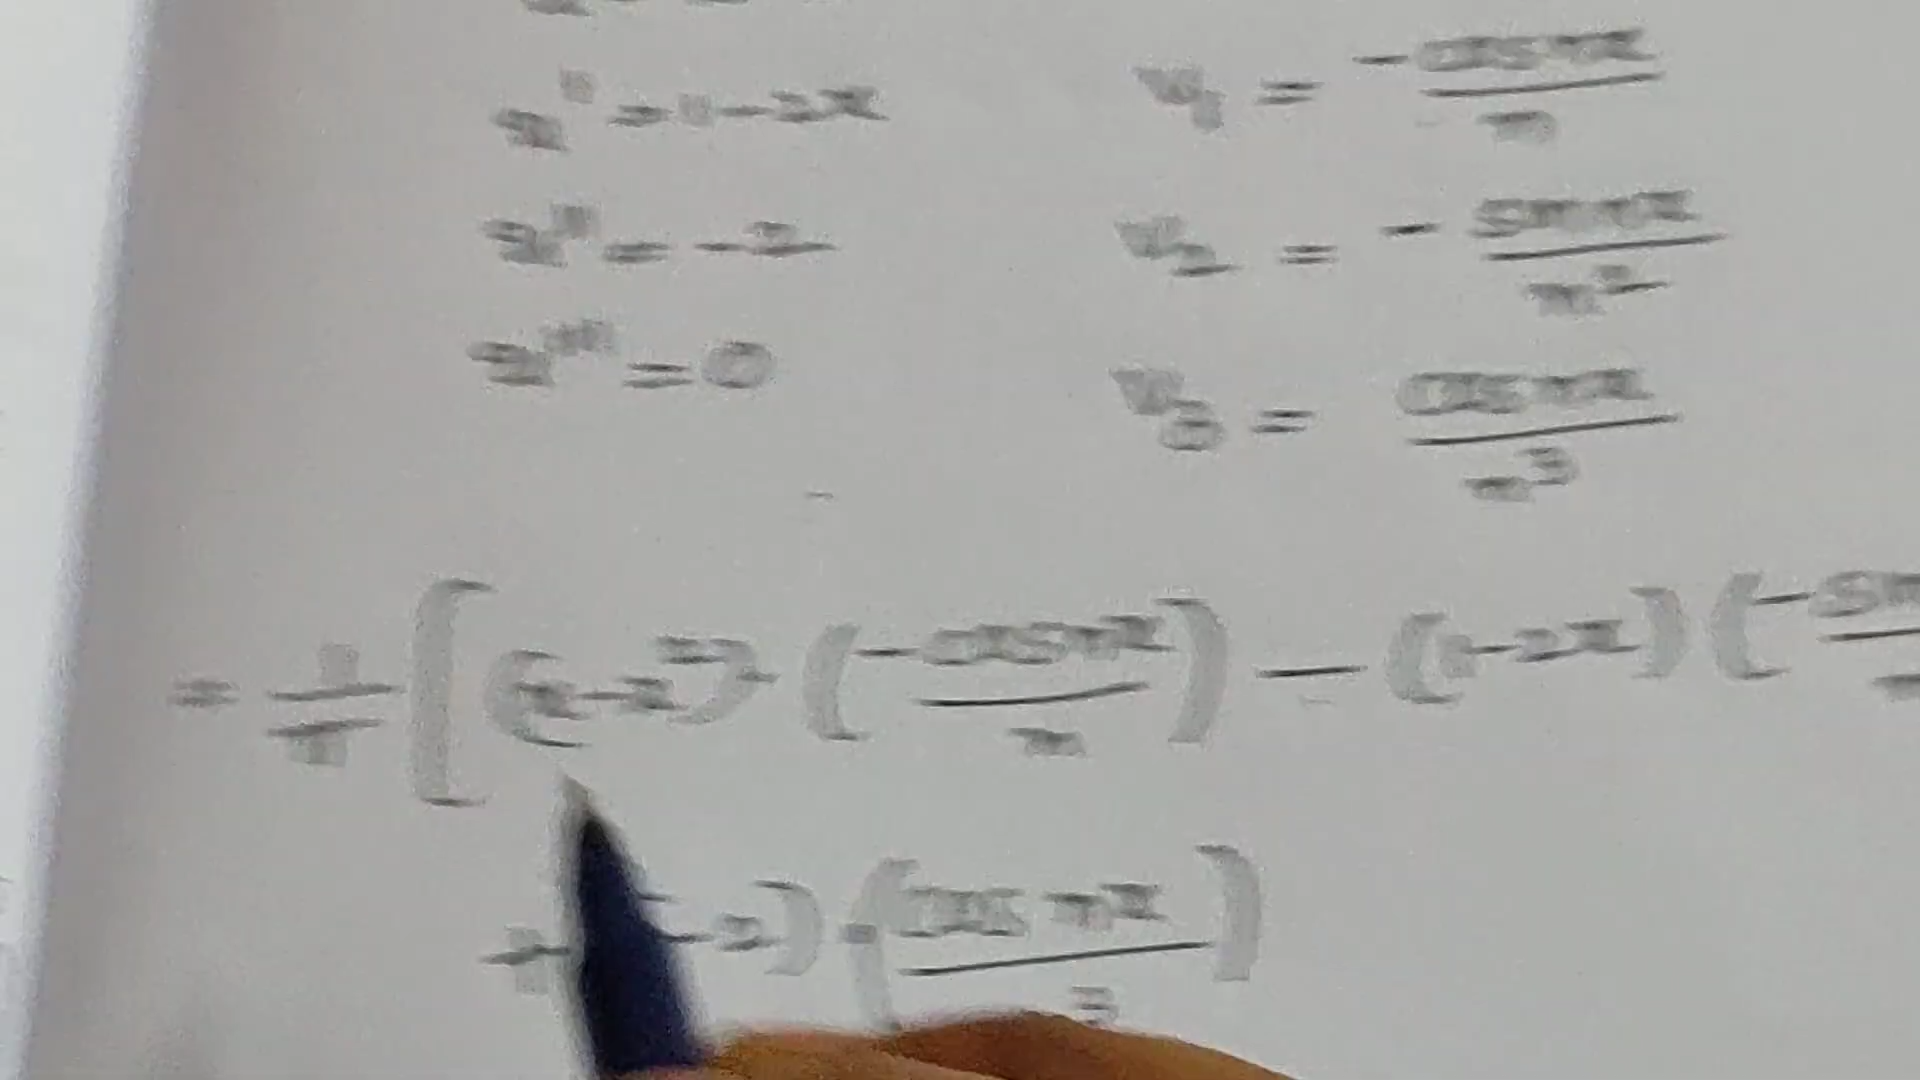 u' = 1-2x    v₁ = -cos nx / n
u'' = -2    v₂ = - sin nx / n²
u''' = 0    v₃ = cos nx / n³
= 1/π [ (x-x²) (-cos nx / n) - (1-2x) (-sin
+ (-2) (cos nx / 3)